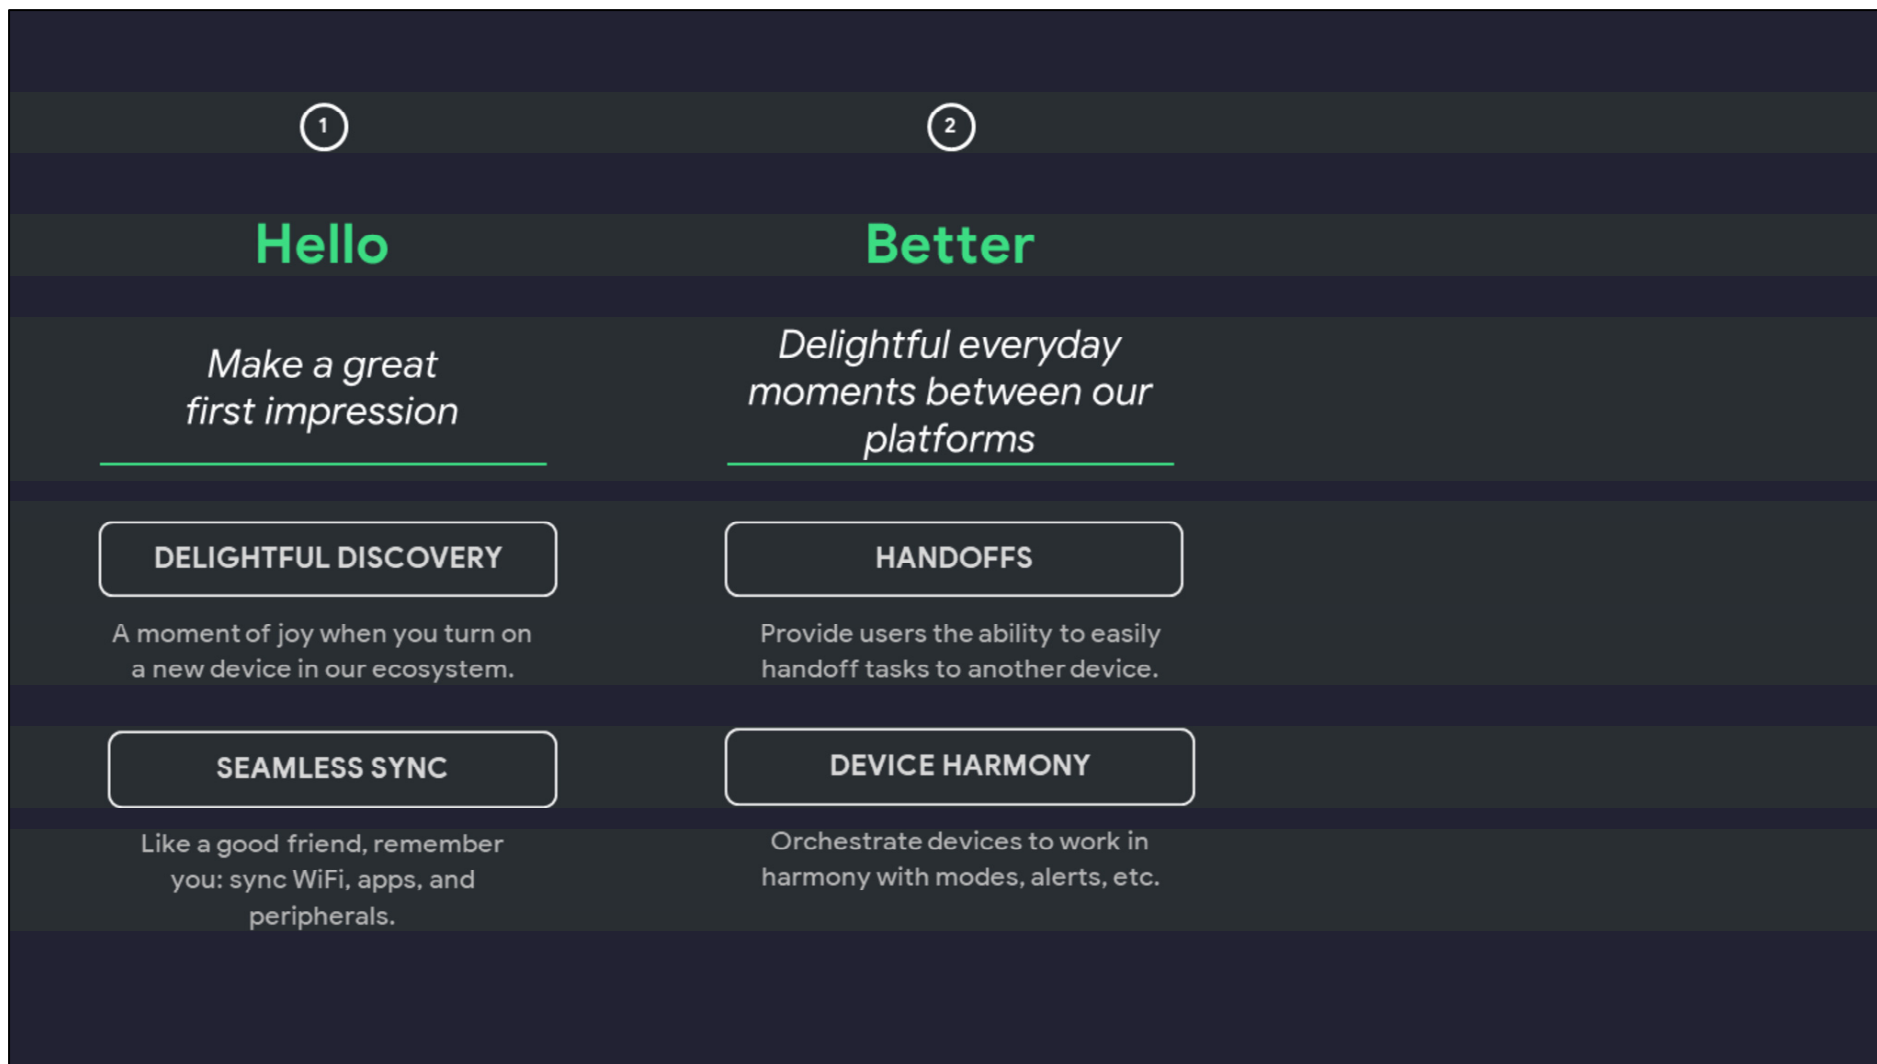 1
Hello
Make a great
first impression
DELIGHTFUL DISCOVERY
A moment of joy when you turn on
a new device in our ecosystem.
SEAMLESS SYNC
Like a good friend, remember
you: sync WiFi, apps, and
peripherals.
2
Better
Delightful everyday
moments between our
platforms
HANDOFFS
Provide users the ability to easily
handoff tasks to another device.
DEVICE HARMONY
Orchestrate devices to work in
harmony with modes, alerts, etc.